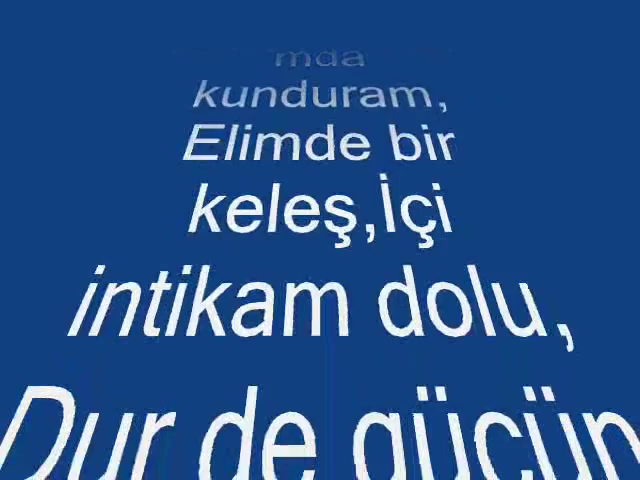 mda
kunduram,
Elimde bir
keleş,İçi
intikam dolu,
Dur de gücün